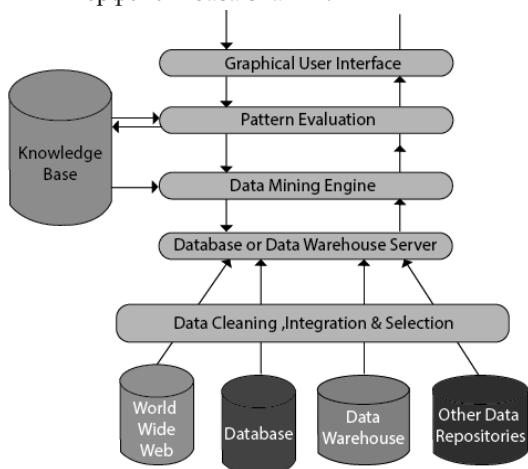 Graphical User Interface
Pattern Evaluation
Knowledge
Base
Data Mining Engine
Database or Data Warehouse Server
Data Cleaning ,Integration & Selection
World
Wide
Web
Database
Data
Warehouse
Other Data
Repositories